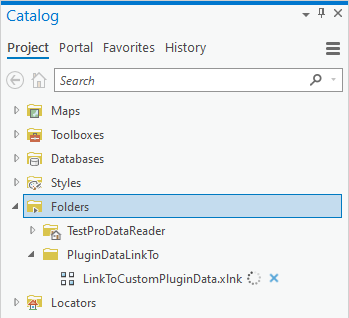 Catalog
Project Portal Favorites History
Search
Maps
Toolboxes
Databases
Styles
Folders
TestProDataReader
PluginDataLinkTo
LinkToCustomPluginData.xlnk
Locators